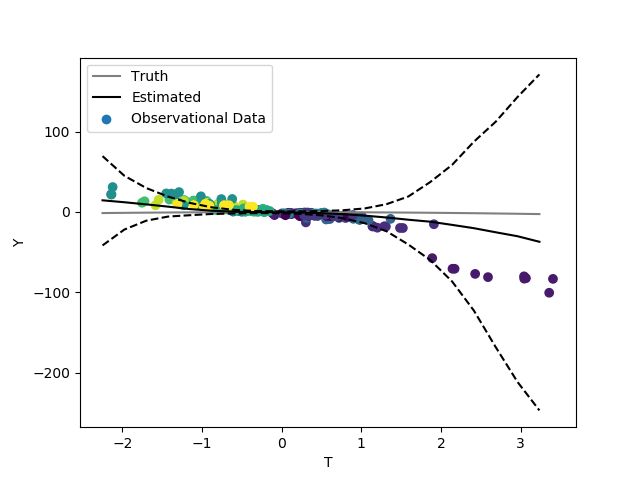 Truth
Estimated
Observational Data
100
0
−100
−200
Y
−2 −1 0 1 2 3
T